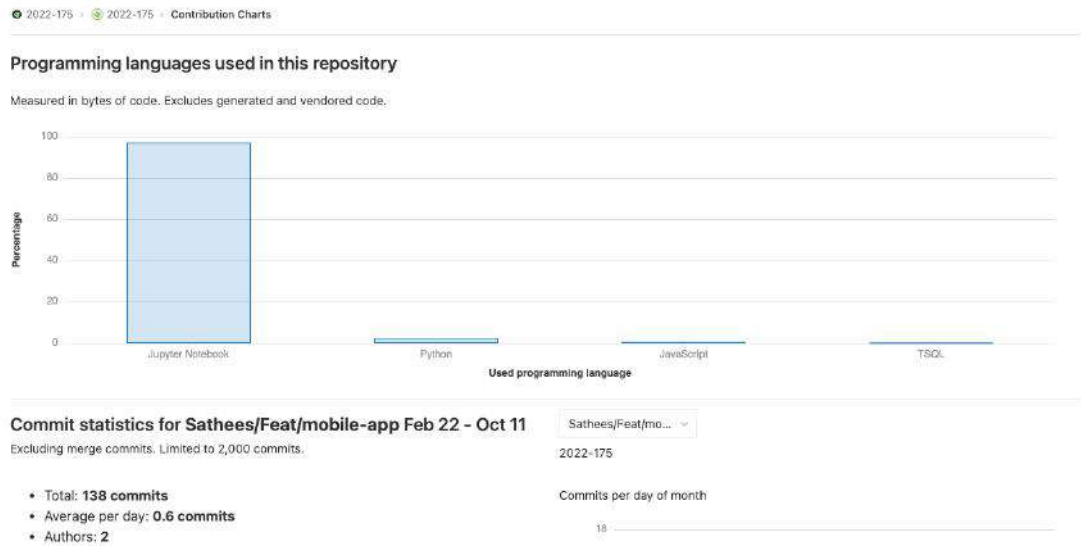 2022-175 › 2022-175 › Contribution Charts
Programming languages used in this repository
Measured in bytes of code. Excludes generated and vendored code.
100
80
60
40
20
0
Percentage
Jupyter Notebook Python JavaScript TSQL
Used programming language
Commit statistics for Sathees/Feat/mobile-app Feb 22 - Oct 11
Excluding merge commits. Limited to 2,000 commits.
• Total: 138 commits
• Average per day: 0.6 commits
• Authors: 2
Sathees/Feat/mo...
2022-175
Commits per day of month
18